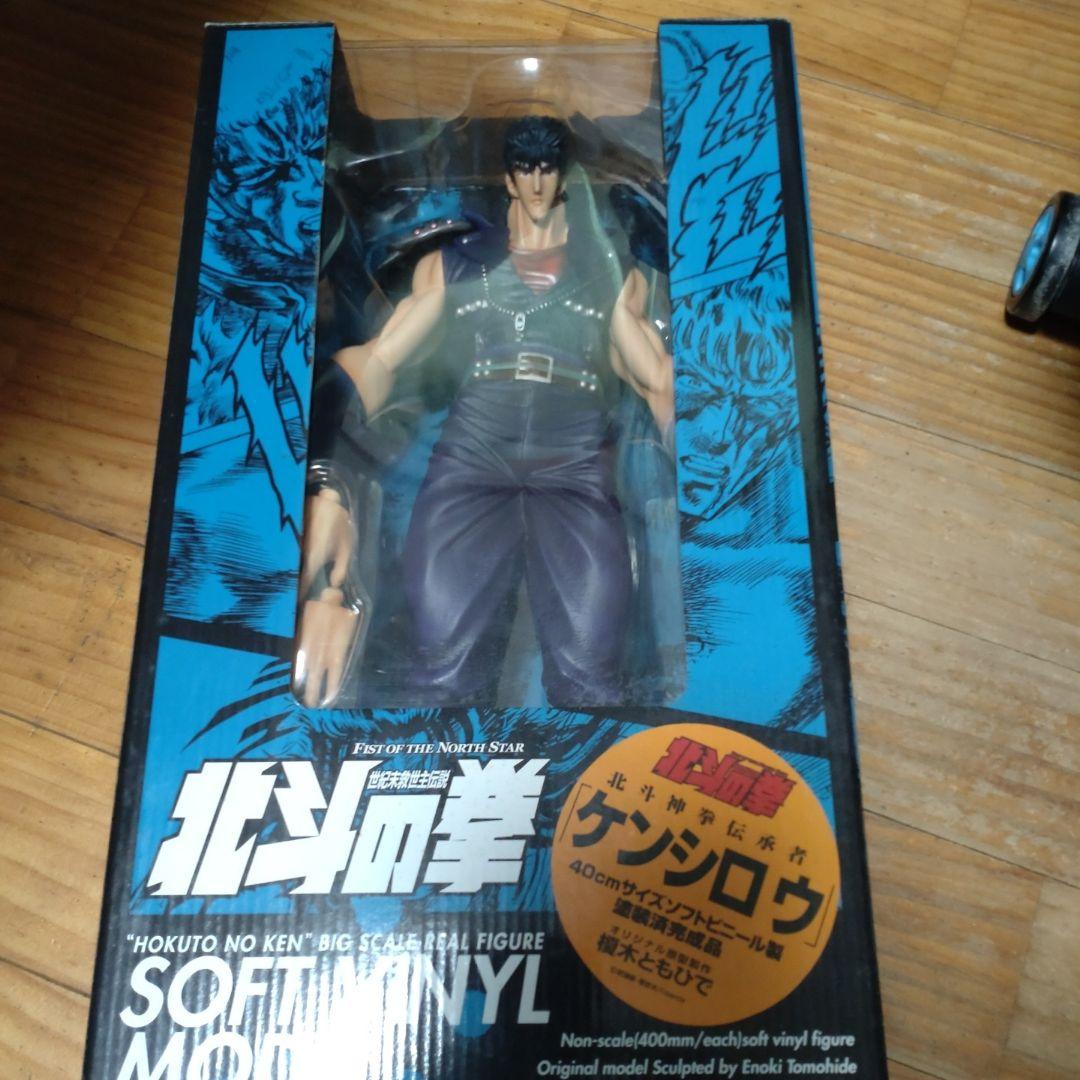 FIST OF THE NORTH STAR
世紀末救世主伝説
北斗の拳
"HOKUTO NO KEN" BIG SCALE REAL FIGURE
SOFT VINYL
MODEL
Non-scale(400mm/each)soft vinyl figure
Original model Sculpted by Enoki Tomohide
北斗の拳
北斗神拳伝承者
「ケンシロウ」
40cmサイズソフトビニール製
塗装済完成品
オリジナル原型製作
榎木ともひで